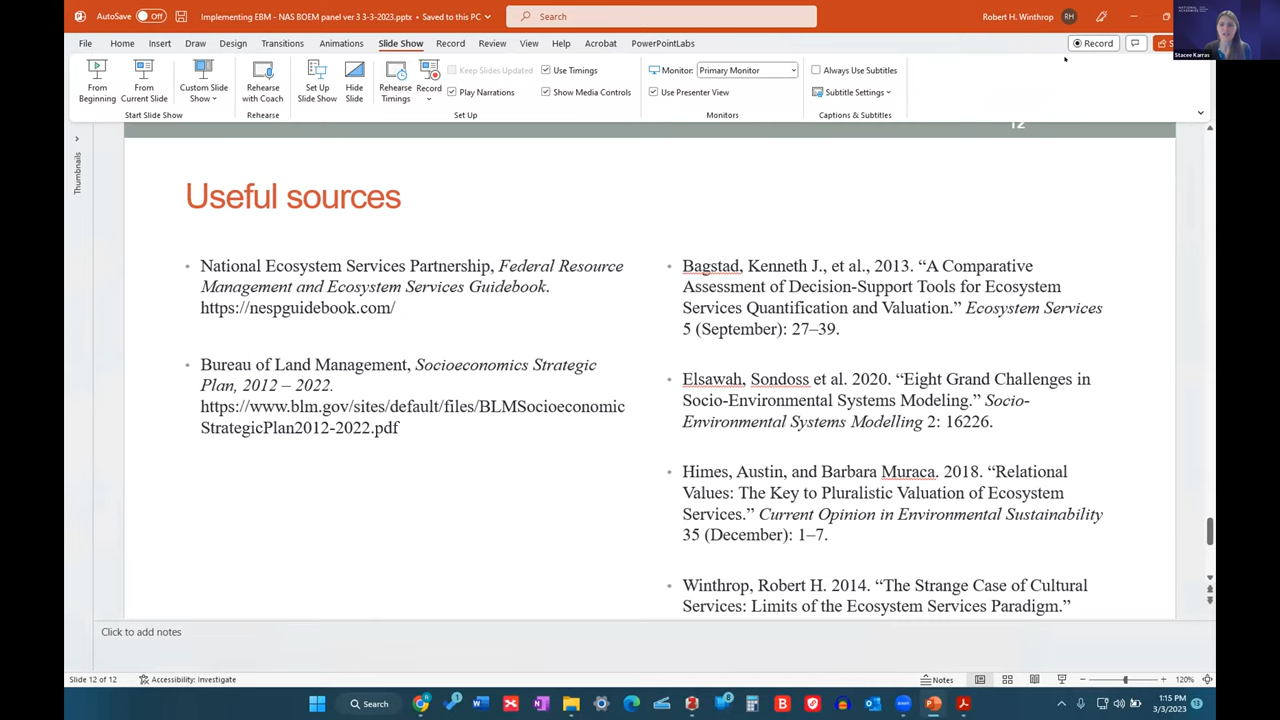 AutoSave Off Implementing EBM - NAS BOEM panel ver 3 3-3-2023.pptx • Saved to this PC Search Robert H. Winthrop RH
File Home Insert Draw Design Transitions Animations Slide Show Record Review View Help Acrobat PowerPointLabs Record
Stacee Karras
From Beginning
From Current Slide
Custom Slide Show
Start Slide Show
Rehearse with Coach
Rehearse
Set Up Slide Show
Hide Slide
Rehearse Timings
Record
Keep Slides Updated
Play Narrations
Use Timings
Show Media Controls
Set Up
Monitor: Primary Monitor
Use Presenter View
Monitors
Always Use Subtitles
Subtitle Settings
Captions & Subtitles
Thumbnails
12
Useful sources
• National Ecosystem Services Partnership, Federal Resource
Management and Ecosystem Services Guidebook.
https://nespguidebook.com/
• Bureau of Land Management, Socioeconomics Strategic
Plan, 2012 – 2022.
https://www.blm.gov/sites/default/files/BLMSocioeconomic
StrategicPlan2012-2022.pdf
• Bagstad, Kenneth J., et al., 2013. “A Comparative
Assessment of Decision-Support Tools for Ecosystem
Services Quantification and Valuation.” Ecosystem Services
5 (September): 27–39.
• Elsawah, Sondoss et al. 2020. “Eight Grand Challenges in
Socio-Environmental Systems Modeling.” Socio-
Environmental Systems Modelling 2: 16226.
• Himes, Austin, and Barbara Muraca. 2018. “Relational
Values: The Key to Pluralistic Valuation of Ecosystem
Services.” Current Opinion in Environmental Sustainability
35 (December): 1–7.
• Winthrop, Robert H. 2014. “The Strange Case of Cultural
Services: Limits of the Ecosystem Services Paradigm.”
Click to add notes
Slide 12 of 12 Accessibility: Investigate Notes 120%
Search
1:15 PM
3/3/2023